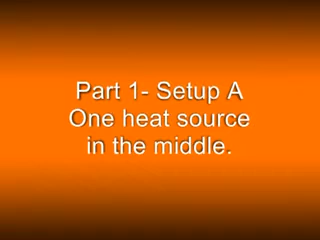 Part 1- Setup A
One heat source
in the middle.